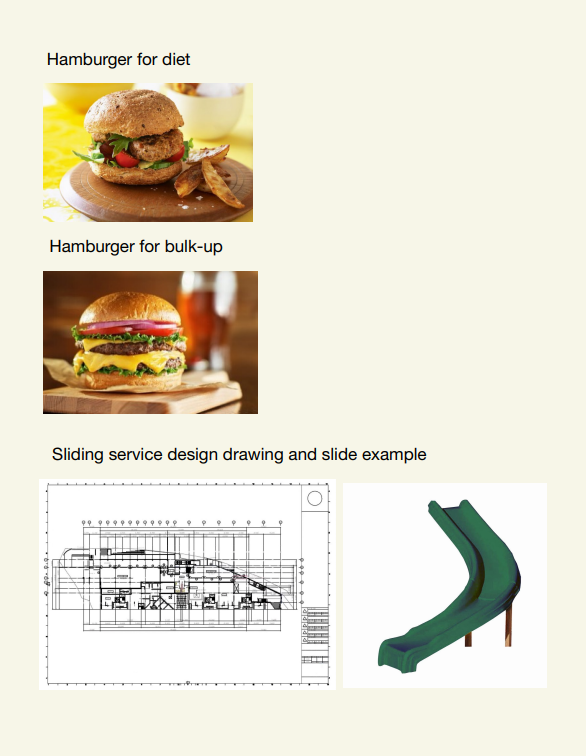 Hamburger for diet
Hamburger for bulk-up
Sliding service design drawing and slide example